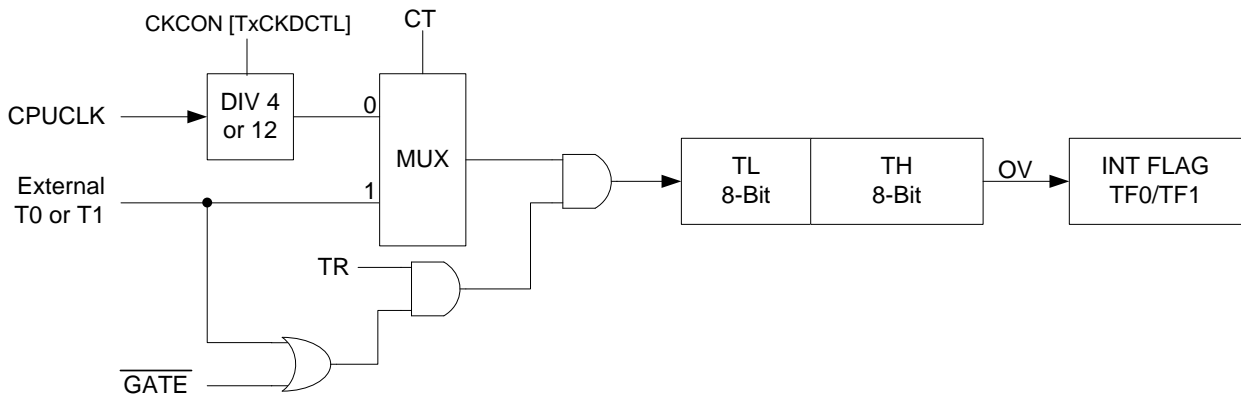 CKCON [TxCKDCTL]
CT
CPUCLK
DIV 4
or 12
0
MUX
External
T0 or T1
1
TL
8-Bit
TH
8-Bit
OV
INT FLAG
TF0/TF1
TR
GATE